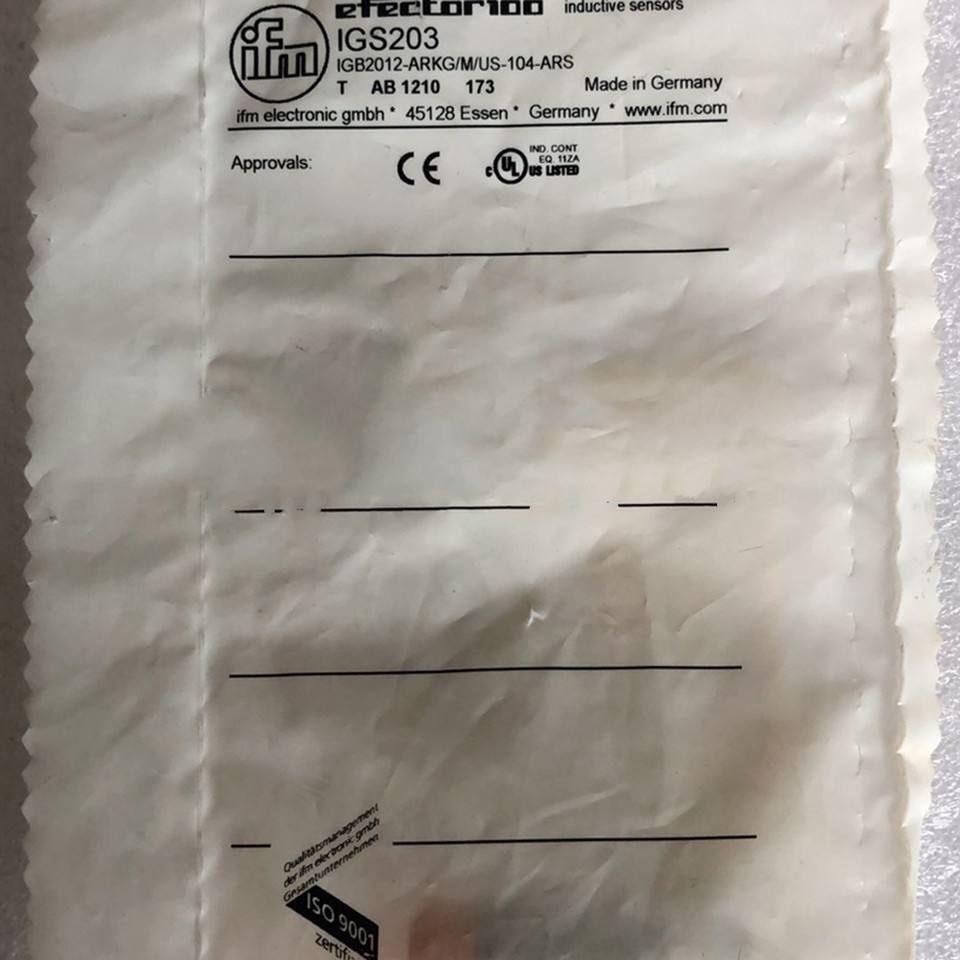 efector100 inductive sensors
ifm
IGS203
IGB2012-ARKG/M/US-104-ARS
T AB 1210 173 Made in Germany
ifm electronic gmbh * 45128 Essen * Germany * www.ifm.com
Approvals:
CE
c UL US LISTED
IND. CONT.
EQ. 11ZA
Qualitätsmanagement
der ifm electronic gmbh
Gesamtunternehmen
ISO 9001